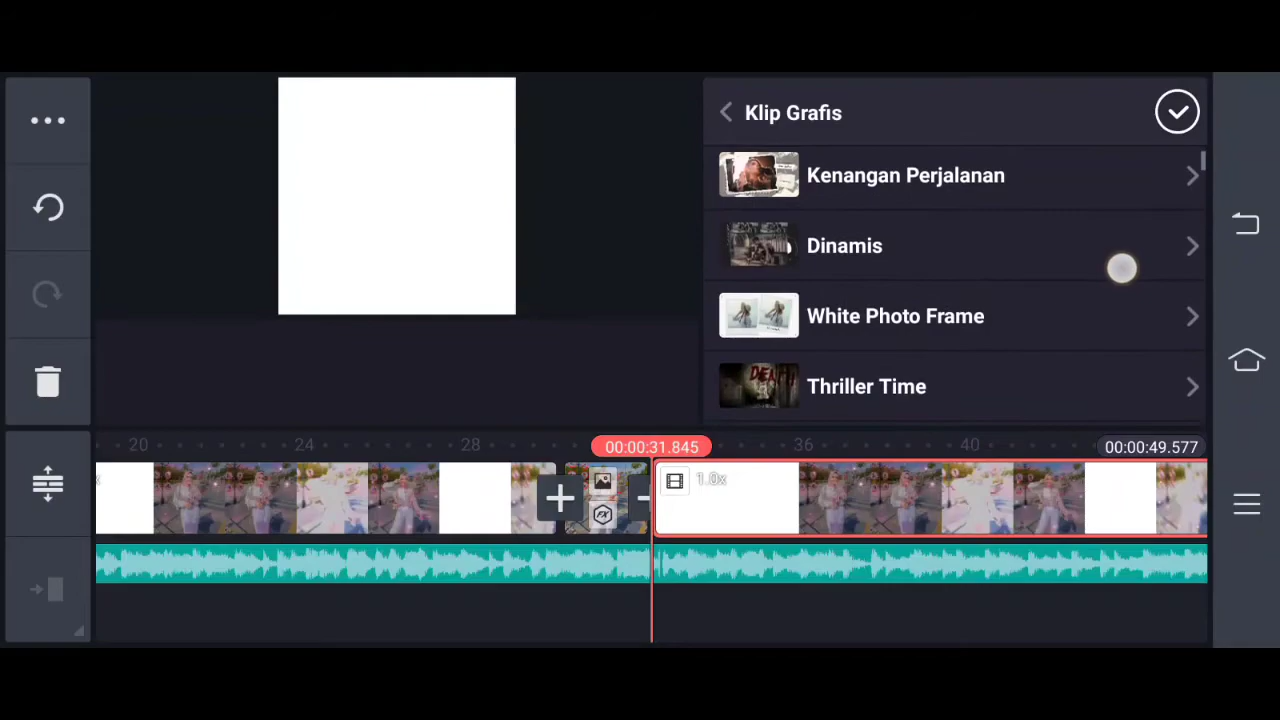 Klip Grafis
Kenangan Perjalanan
Dinamis
White Photo Frame
Thriller Time
20
24
28
00:00:31.845
36
40
00:00:49.577
1.0x
FX